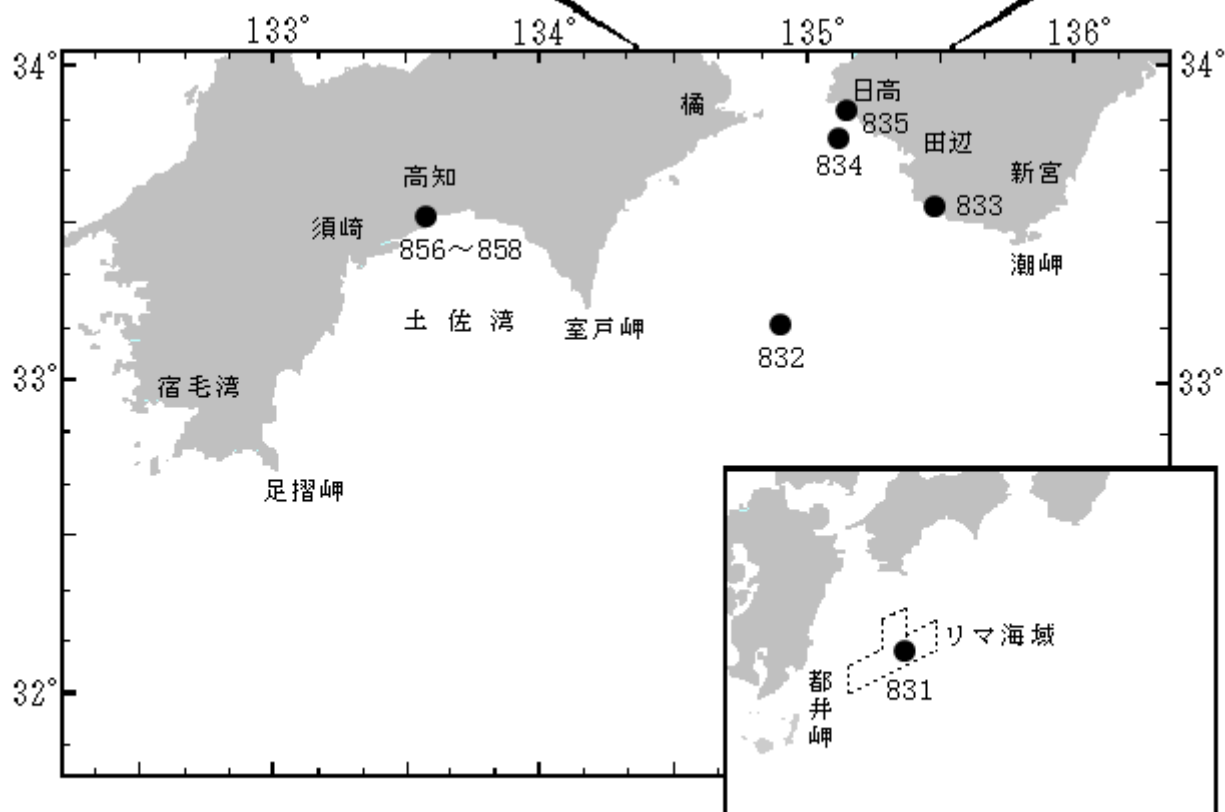 133° 134° 135° 136°
34° 34°
日高
橘
835
田辺
834
高知
新宮
833
須崎
856～858
潮岬
土佐湾
室戸岬
832
33° 33°
宿毛湾
足摺岬
リマ海域
831
都井岬
32°